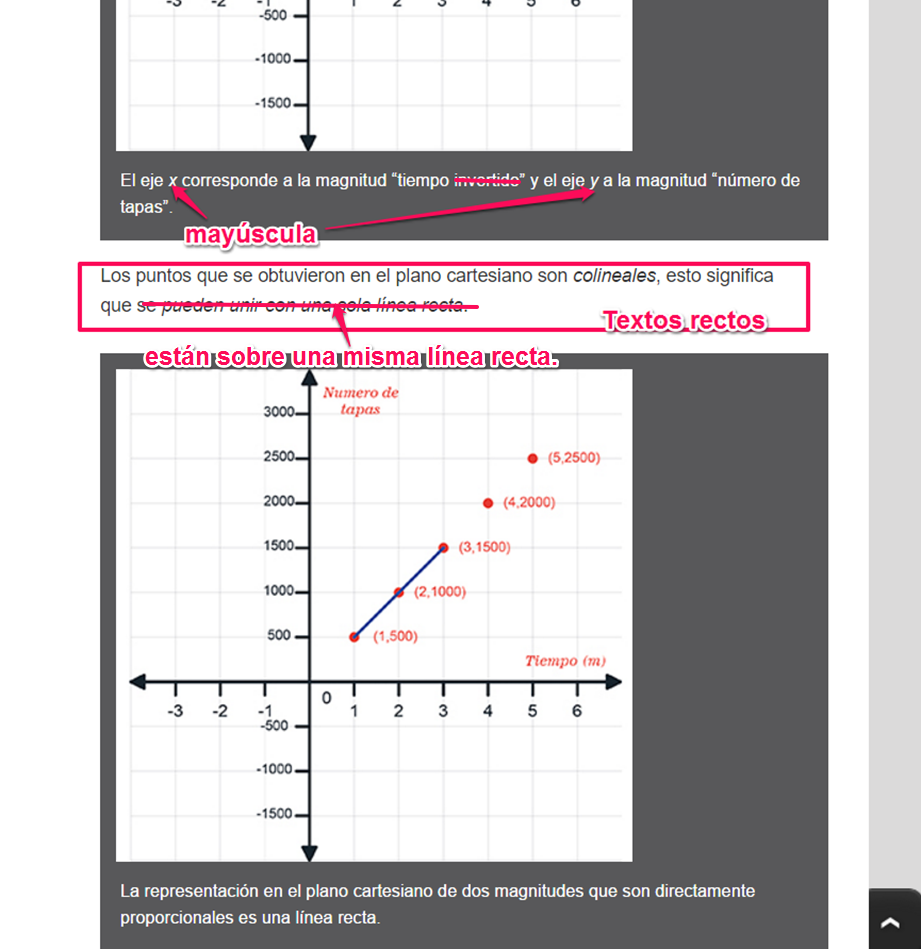 -3 -2 -1 1 2 3 4 5 6
-500
-1000
-1500
El eje x corresponde a la magnitud “tiempo invertido” y el eje y a la magnitud “número de
tapas”.
mayúscula
Los puntos que se obtuvieron en el plano cartesiano son colineales, esto significa
que se pueden unir con una sola línea recta.
Textos rectos
están sobre una misma línea recta.
Numero de
tapas
3000
2500 (5,2500)
2000 (4,2000)
1500 (3,1500)
1000 (2,1000)
500 (1,500)
Tiempo (m)
0
-3 -2 -1 1 2 3 4 5 6
-500
-1000
-1500
La representación en el plano cartesiano de dos magnitudes que son directamente
proporcionales es una línea recta.